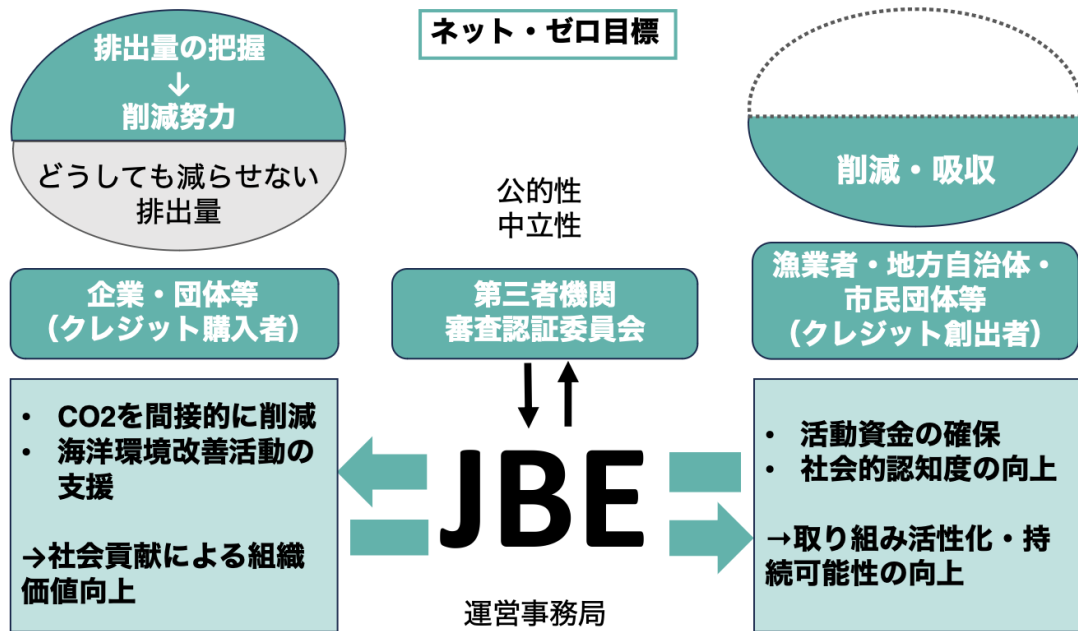 ネット・ゼロ目標
排出量の把握
↓
削減努力
どうしても減らせない
排出量
公的性
中立性
削減・吸収
企業・団体等
（クレジット購入者）
第三者機関
審査認証委員会
漁業者・地方自治体・
市民団体等
（クレジット創出者）
• CO2を間接的に削減
• 海洋環境改善活動の
支援
→社会貢献による組織
価値向上
JBE
運営事務局
• 活動資金の確保
• 社会的認知度の向上
→取り組み活性化・持
続可能性の向上